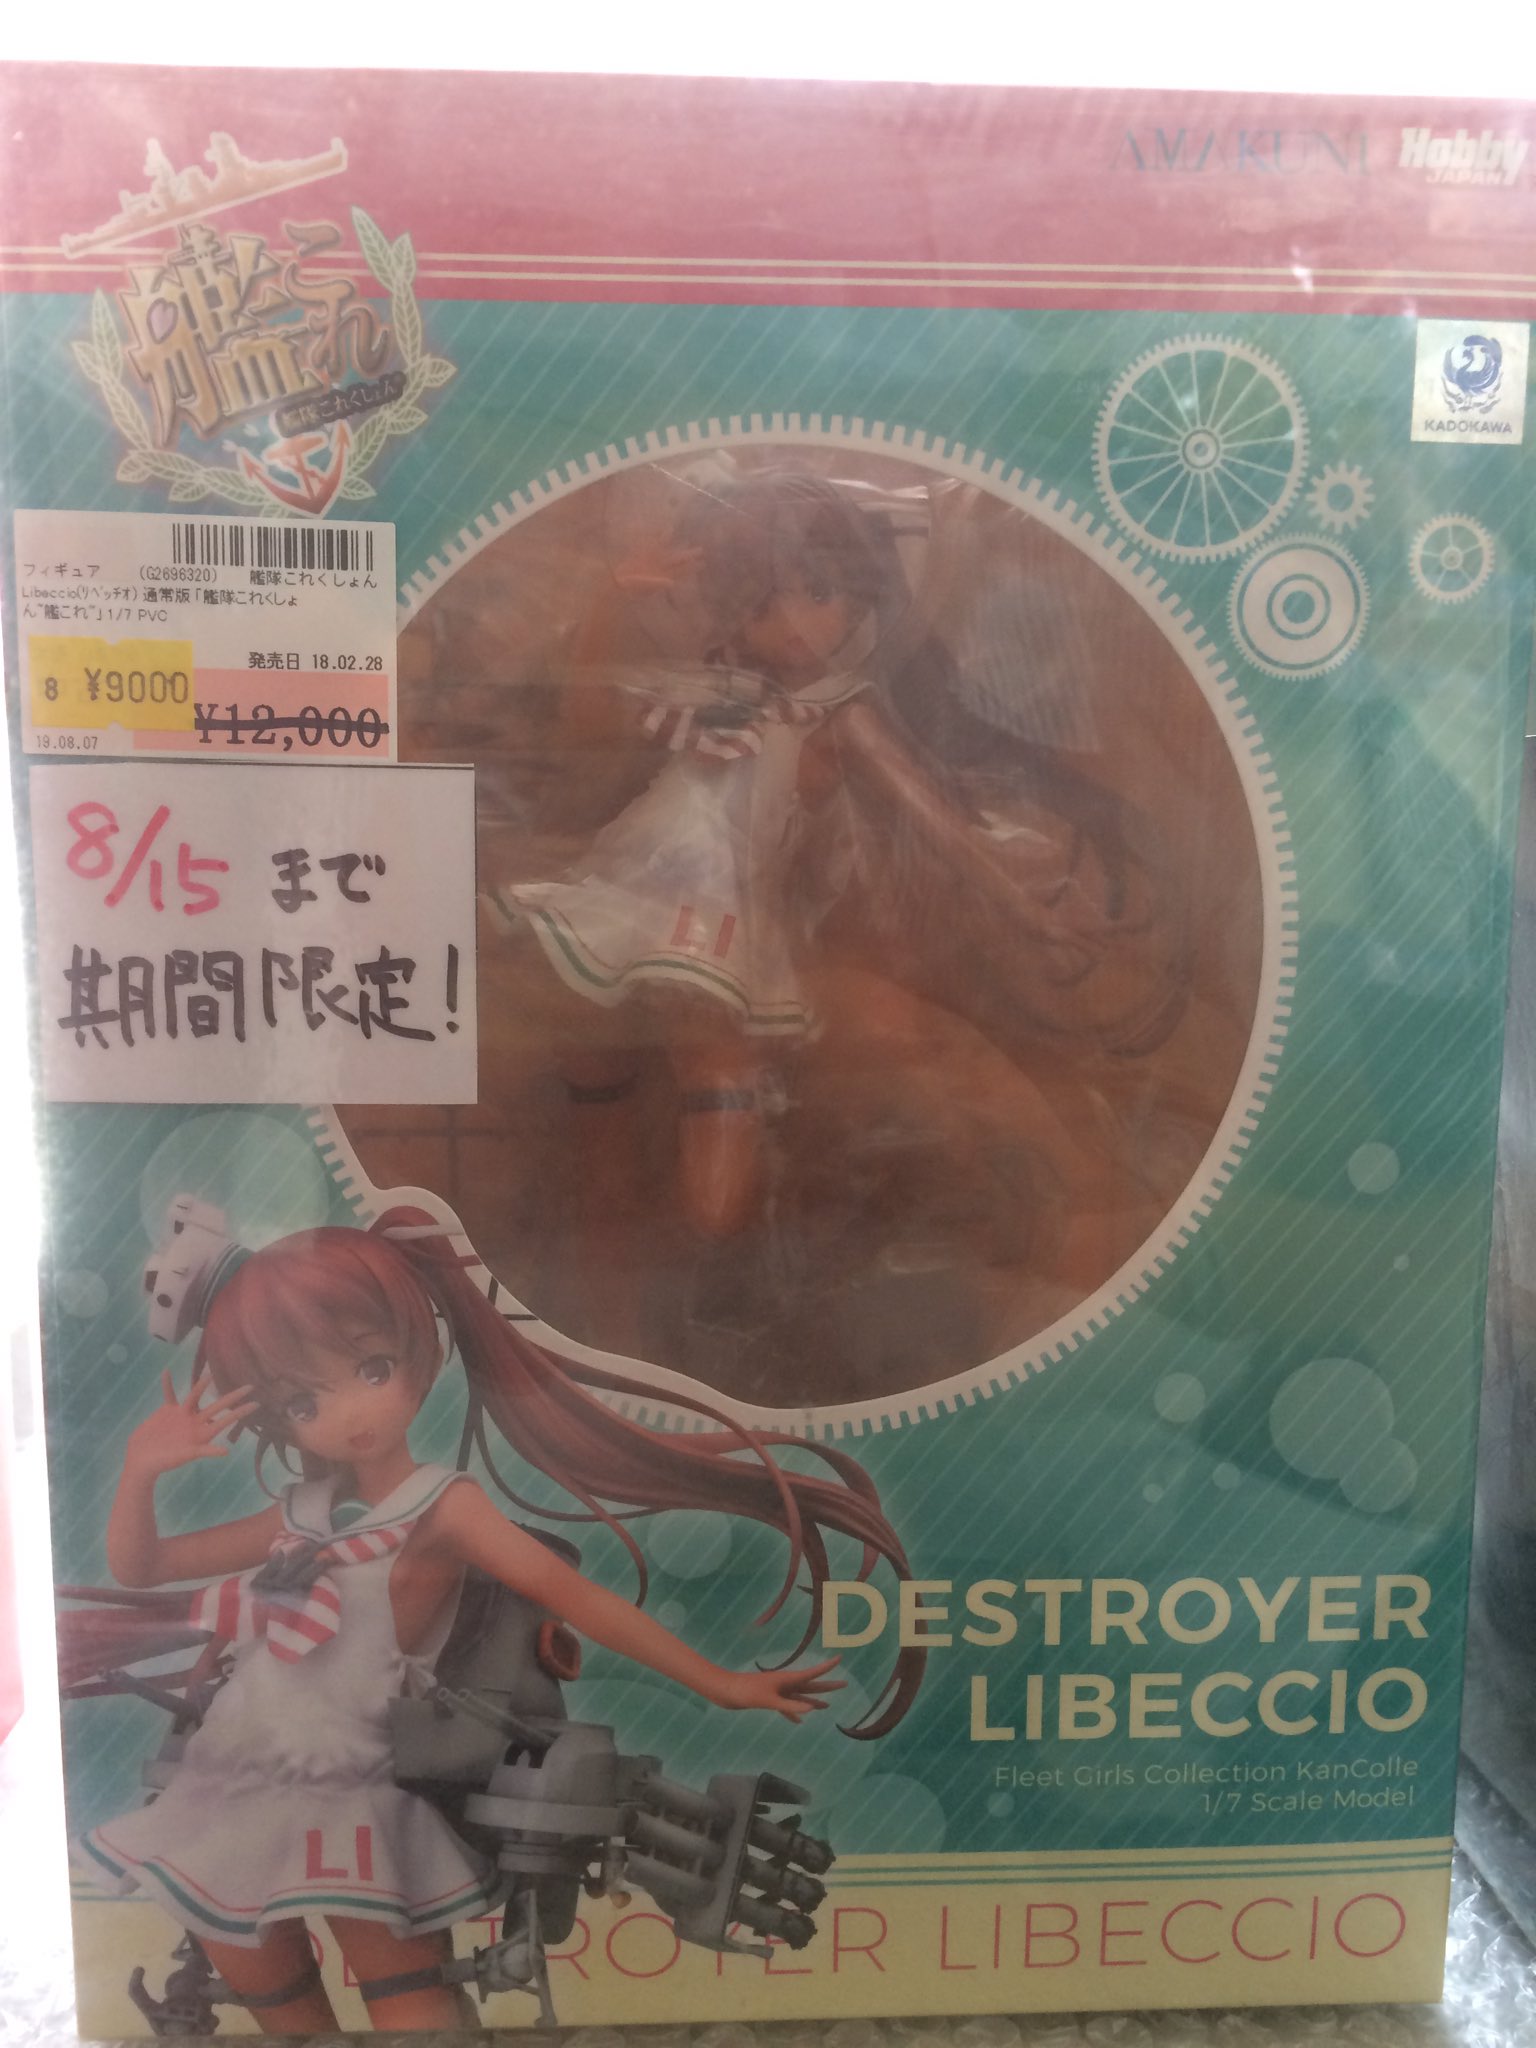 AMAKUNI
Hobby
JAPAN
艦これ
艦隊これくしょん
KADOKAWA
フィギュア (G2696320) 艦隊これくしょん
Libeccio(ﾘﾍﾞｯﾁｵ) 通常版 「艦隊これくしょ
ん~艦これ~」1/7 PVC
発売日 18.02.28
8 ¥9000
¥12,000
19.08.07
8/15 まで
期間限定!
LI
DESTROYER
LIBECCIO
Fleet Girls Collection KanColle
1/7 Scale Model
LI
DESTROYER LIBECCIO